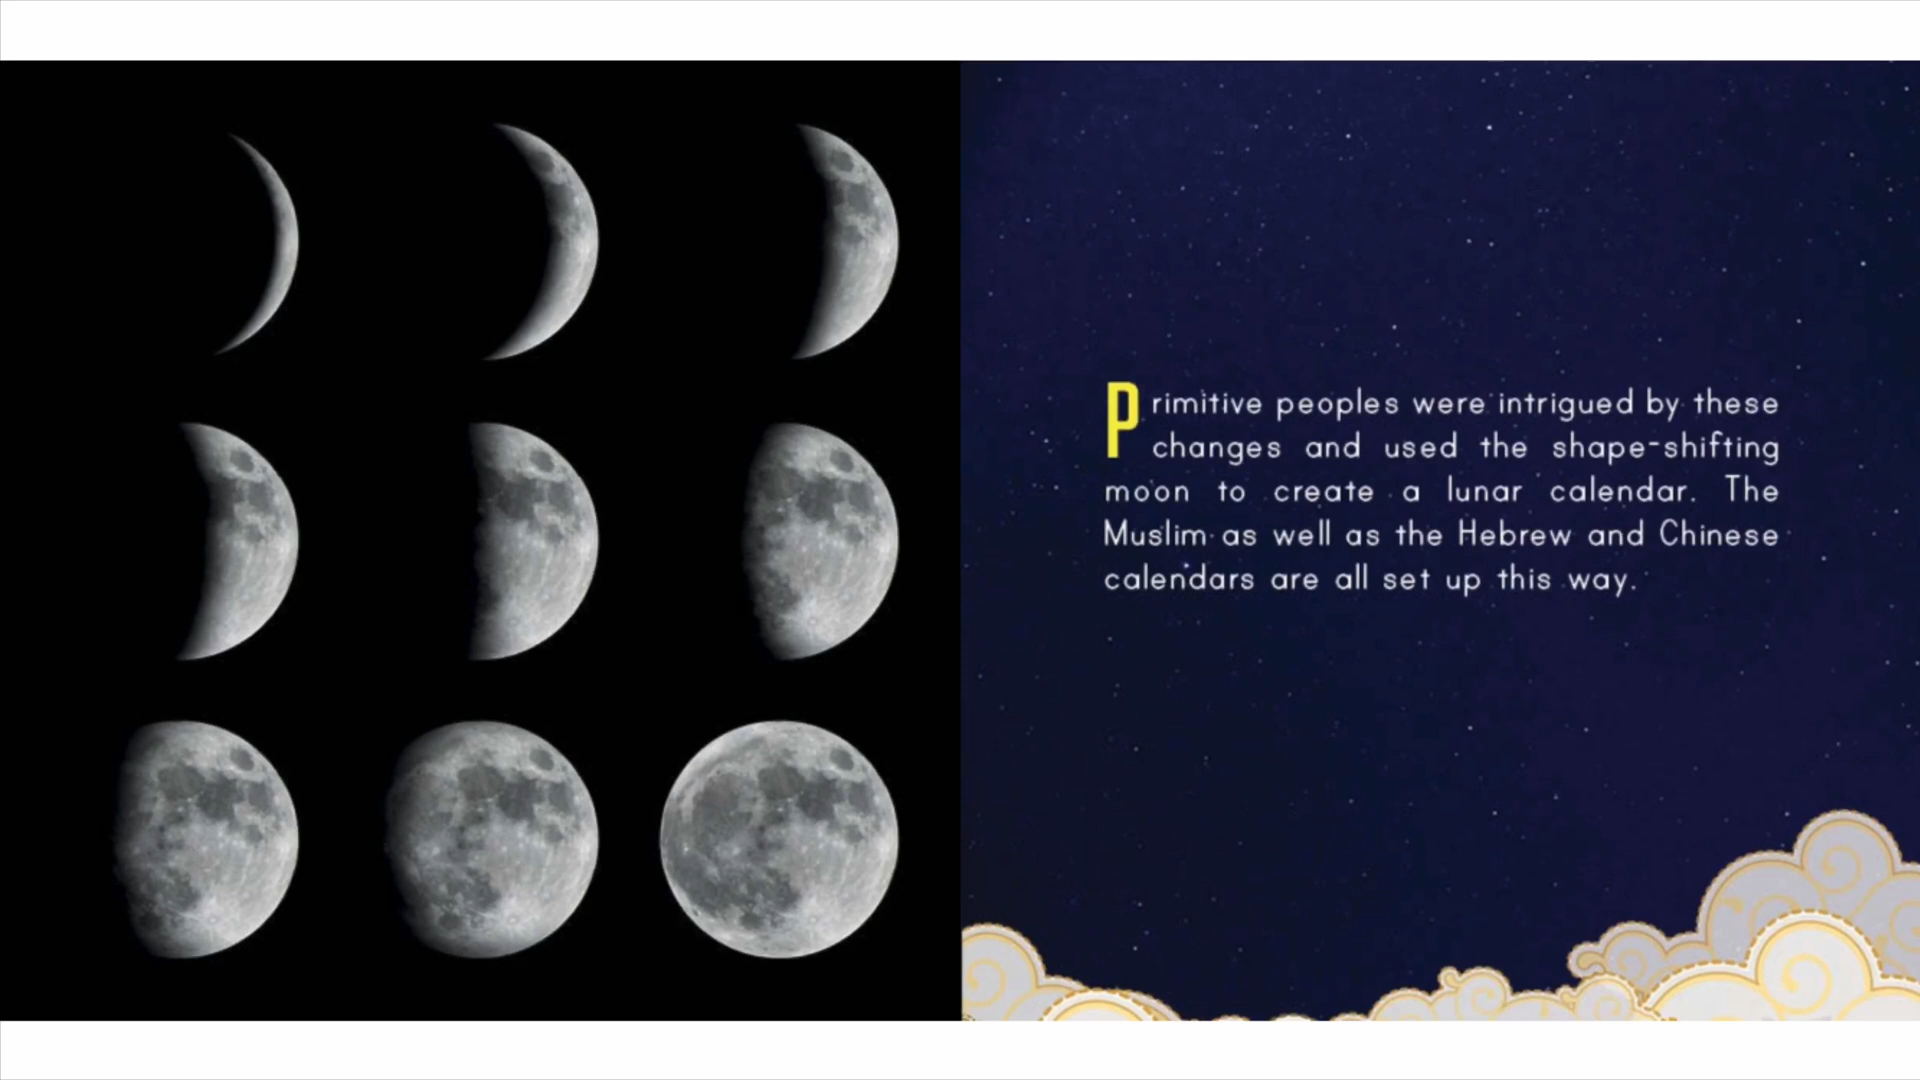 Primitive peoples were intrigued by these
changes and used the shape-shifting
moon to create a lunar calendar. The
Muslim as well as the Hebrew and Chinese
calendars are all set up this way.